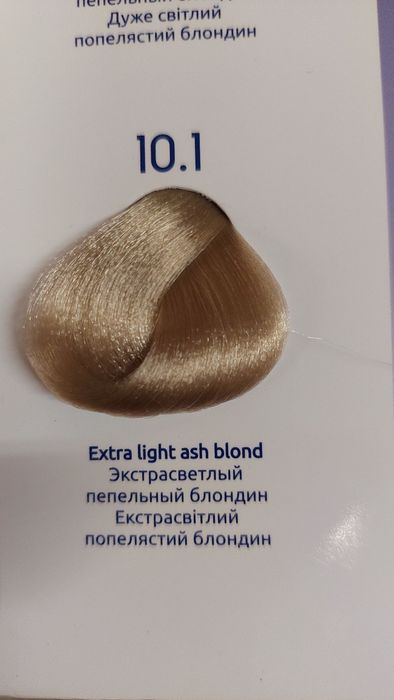 Дуже світлий
попелястий блондин
10.1
Extra light ash blond
Экстрасветлый
пепельный блондин
Екстрасвітлий
попелястий блондин